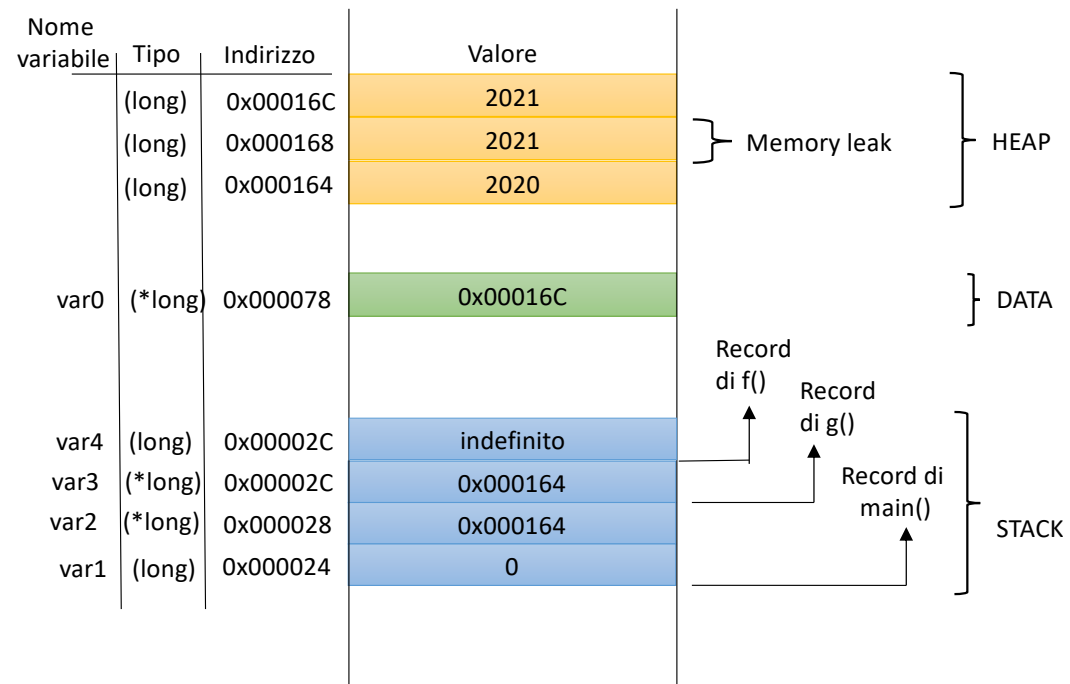 Nome
variabile Tipo Indirizzo Valore
(long) 0x00016C 2021
(long) 0x000168 2021 Memory leak HEAP
(long) 0x000164 2020
var0 (*long) 0x000078 0x00016C DATA
Record
di f()
Record
di g()
var4 (long) 0x00002C indefinito
var3 (*long) 0x00002C 0x000164
Record di
main()
var2 (*long) 0x000028 0x000164 STACK
var1 (long) 0x000024 0